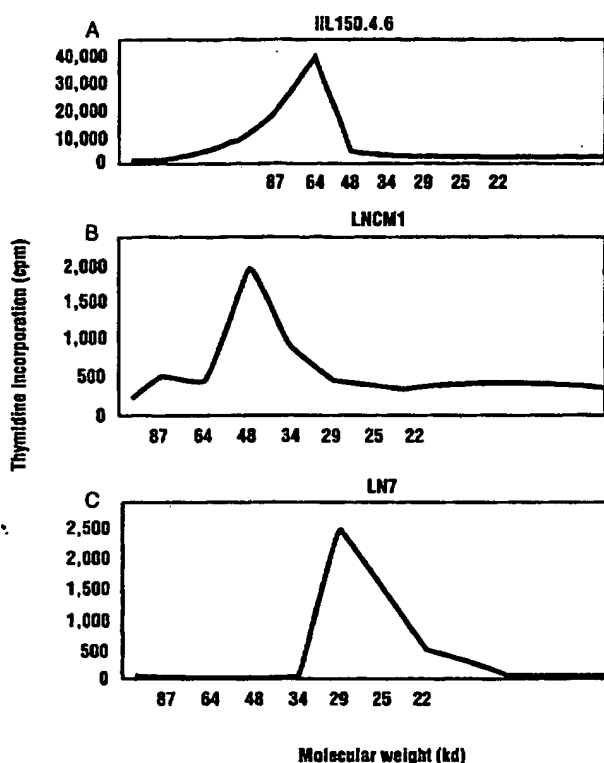 A
IIL150.4.6
40,000
30,000
20,000
10,000
0
87 64 48 34 29 25 22
B
LNCM1
2,000
1,500
1,000
500
0
87 64 48 34 29 25 22
C
LN7
2,500
2,000
1,500
1,000
500
0
87 64 48 34 29 25 22
Thymidine Incorporation (cpm)
Molecular weight (kd)